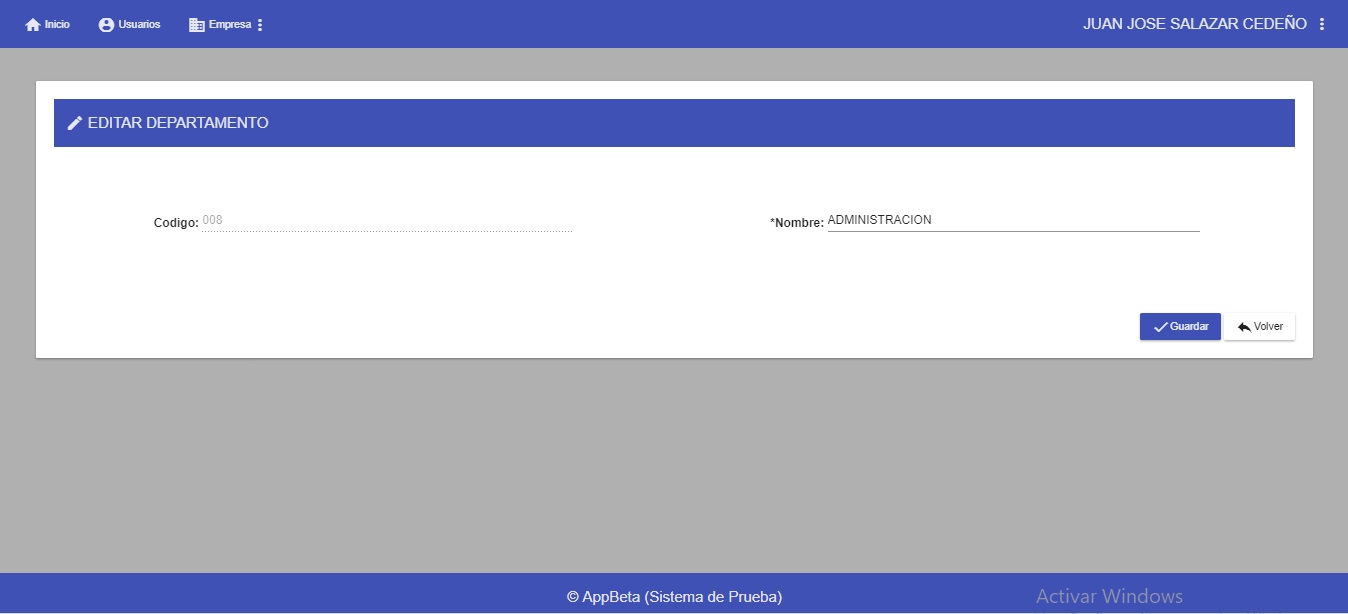 Inicio Usuarios Empresa JUAN JOSE SALAZAR CEDEÑO
EDITAR DEPARTAMENTO
Codigo: 008 *Nombre: ADMINISTRACION
Guardar Volver
© AppBeta (Sistema de Prueba) Activar Windows